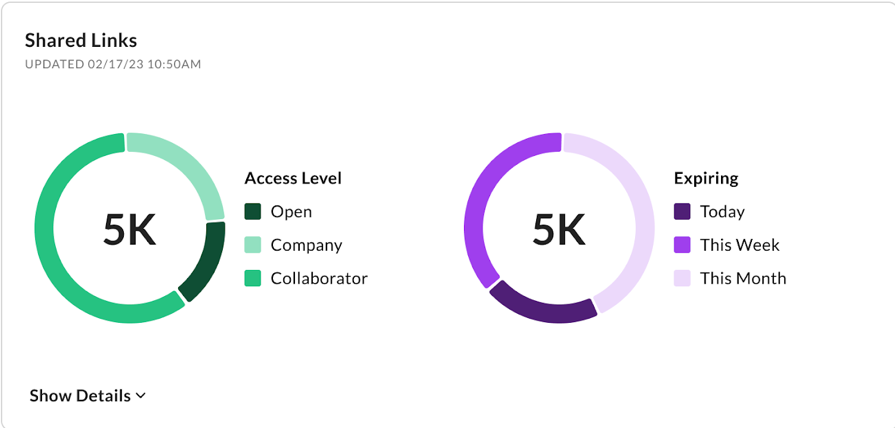 Shared Links
UPDATED 02/17/23 10:50AM
5K
Access Level
Open
Company
Collaborator
5K
Expiring
Today
This Week
This Month
Show Details